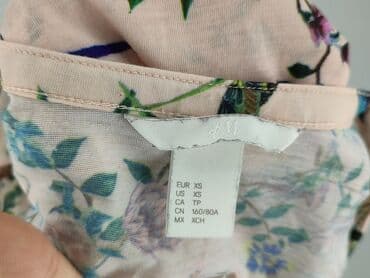 H&M
EUR XS
US XS
CA TP
CN 160/80A
MX XCH